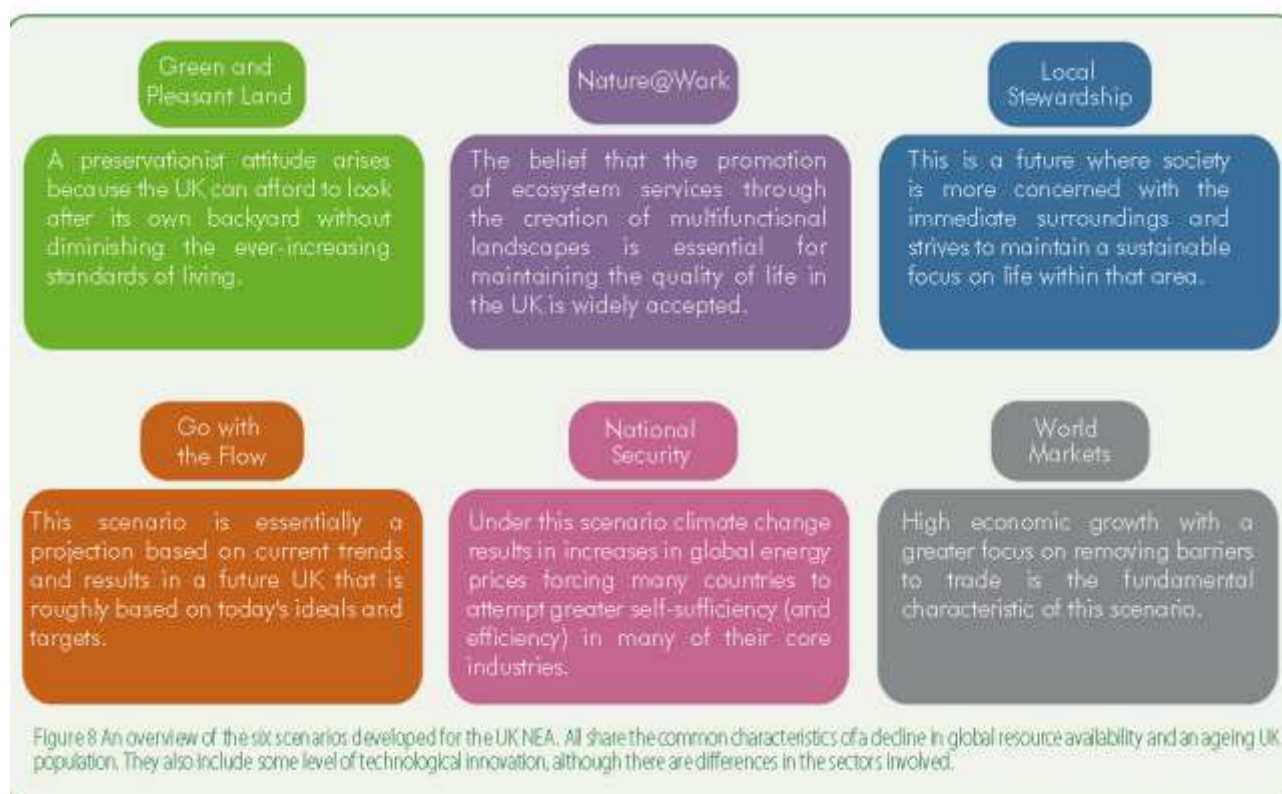 Green and
Pleasant Land
A preservationist attitude arises
because the UK can afford to look
after its own backyard without
diminishing the ever-increasing
standards of living.
Nature@Work
The belief that the promotion
of ecosystem services through
the creation of multifunctional
landscapes is essential for
maintaining the quality of life in
the UK is widely accepted.
Local
Stewardship
This is a future where society
is more concerned with the
immediate surroundings and
strives to maintain a sustainable
focus on life within that area.
Go with
the Flow
This scenario is essentially a
projection based on current trends
and results in a future UK that is
roughly based on today's ideals and
targets.
National
Security
Under this scenario climate change
results in increases in global energy
prices forcing many countries to
attempt greater self-sufficiency (and
efficiency) in many of their core
industries.
World
Markets
High economic growth with a
greater focus on removing barriers
to trade is the fundamental
characteristic of this scenario.
Figure 8 An overview of the six scenarios developed for the UK NEA. All share the common characteristics of a decline in global resource availability and an ageing UK
population. They also include some level of technological innovation, although there are differences in the sectors involved.